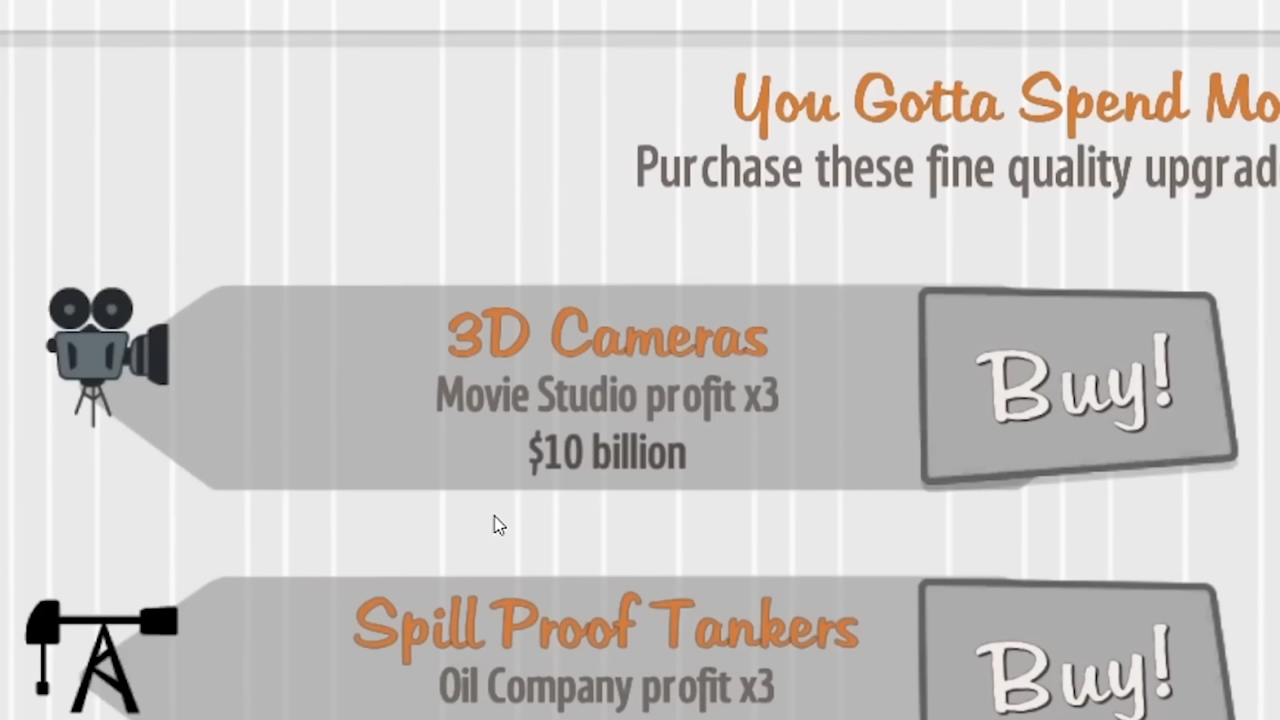 You Gotta Spend Mo
Purchase these fine quality upgrad
3D Cameras
Movie Studio profit x3
$10 billion
Buy!
Spill Proof Tankers
Oil Company profit x3
Buy!